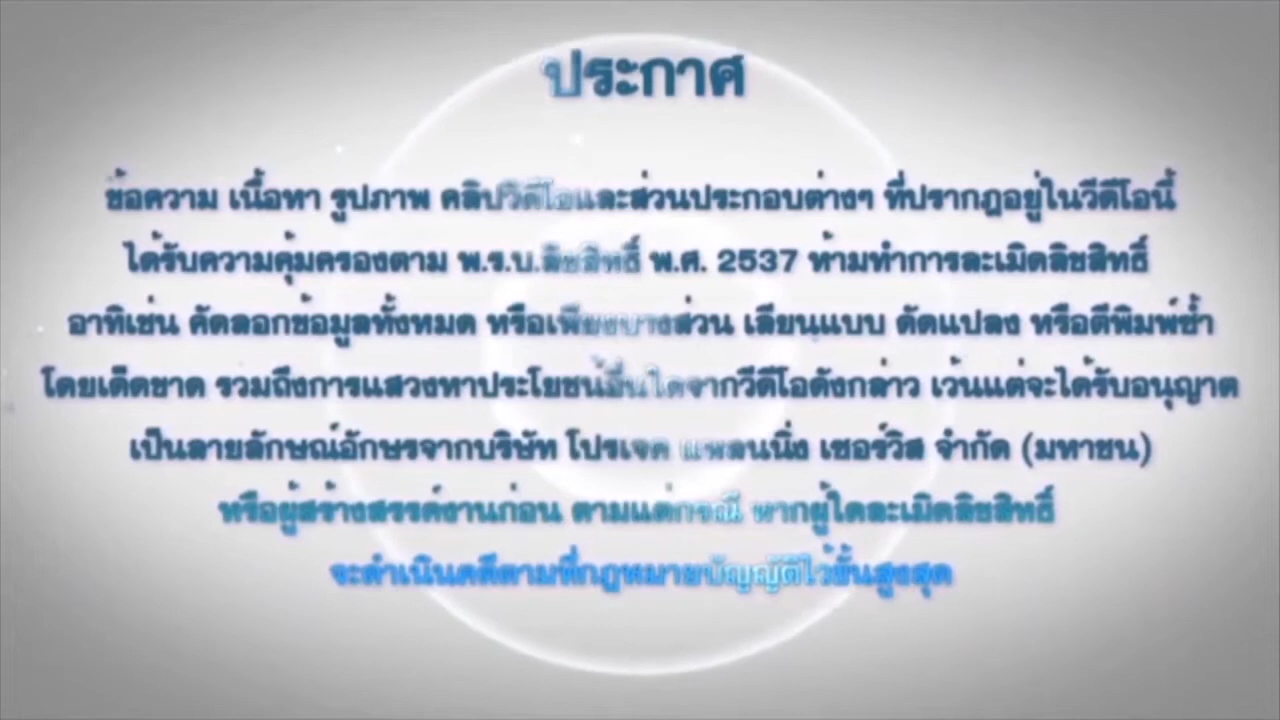 ประกาศ
ข้อความ เนื้อหา รูปภาพ คลิปวิดีโอและส่วนประกอบต่างๆ ที่ปรากฎอยู่ในวีดีโอนี้
ได้รับความคุ้มครองตาม พ.ร.บ.ลิขสิทธิ์ พ.ศ. 2537 ห้ามทำการละเมิดลิขสิทธิ์
อาทิเช่น คัดลอกข้อมูลทั้งหมด หรือเพียงบางส่วน เลียนแบบ ดัดแปลง หรือตีพิมพ์ซ้ำ
โดยเด็ดขาด รวมถึงการแสวงหาประโยชน์อื่นใดจากวีดีโอดังกล่าว เว้นแต่จะได้รับอนุญาต
เป็นลายลักษณ์อักษรจากบริษัท โปรเจค แพลนนิ่ง เซอร์วิส จำกัด (มหาชน)
หรือผู้สร้างสรรค์งานก่อน ตามแต่กรณี หากผู้ใดละเมิดลิขสิทธิ์
จะดำเนินคดีตามที่กฎหมายบัญญัติไว้ขั้นสูงสุด